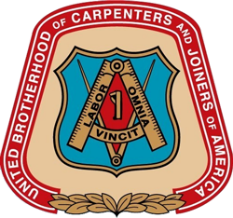 UNITED BROTHERHOOD OF CARPENTERS AND JOINERS OF AMERICA
LABOR
OMNIA
1
VINCIT